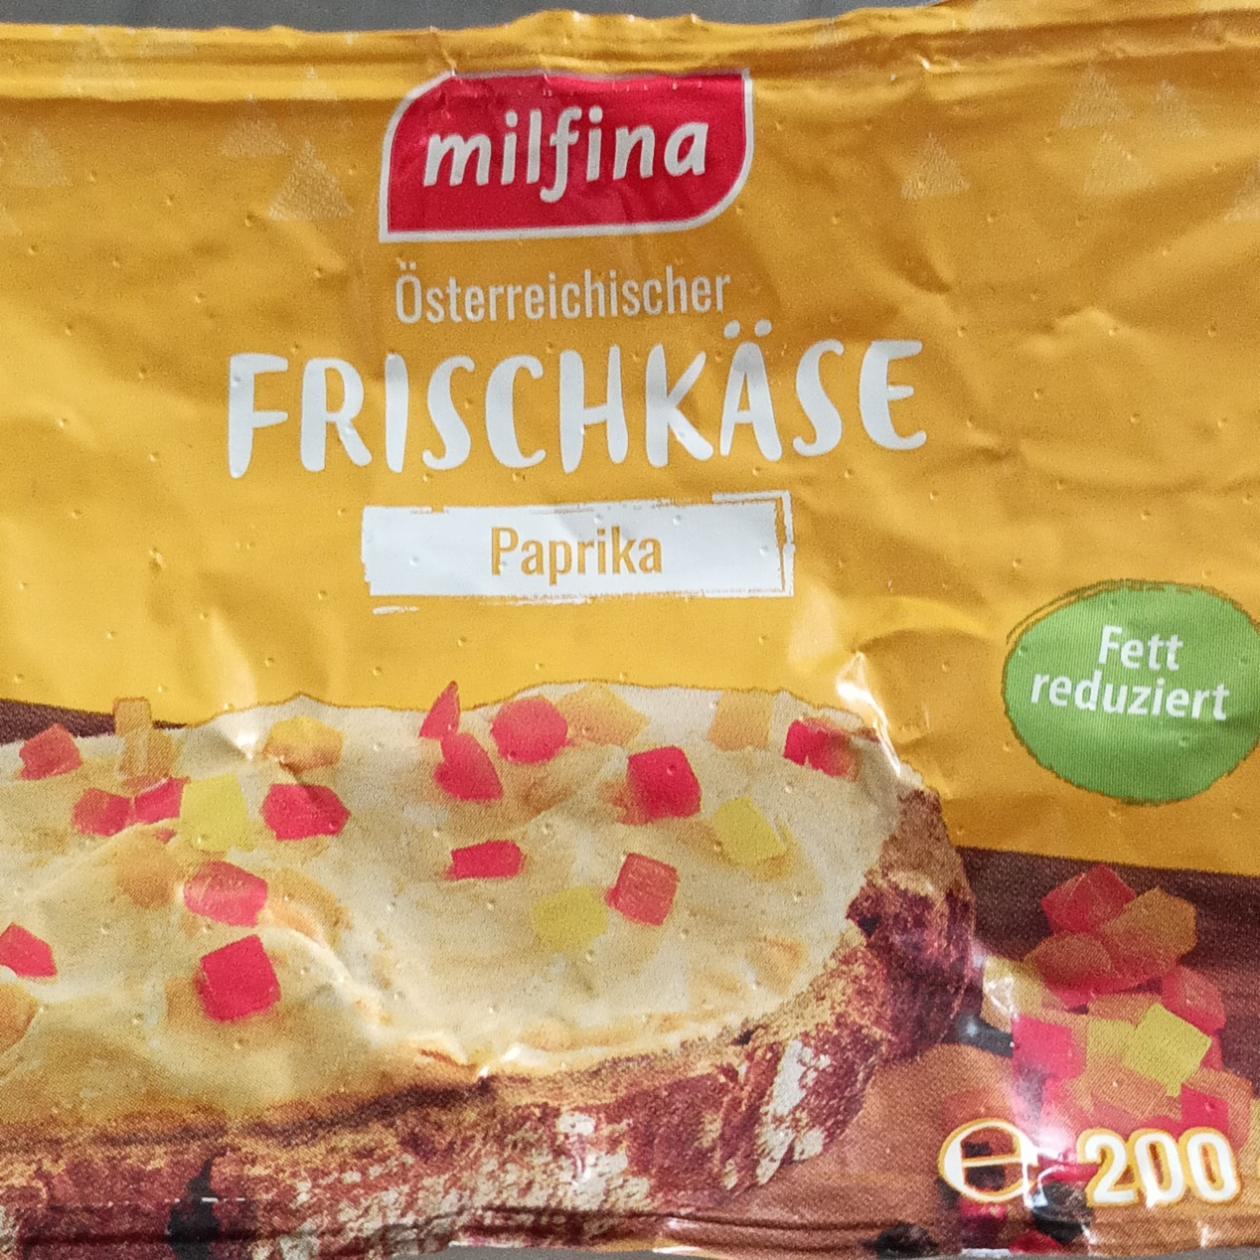 milfina
Österreichischer
FRISCHKÄSE
Paprika
Fett
reduziert
℮ 200